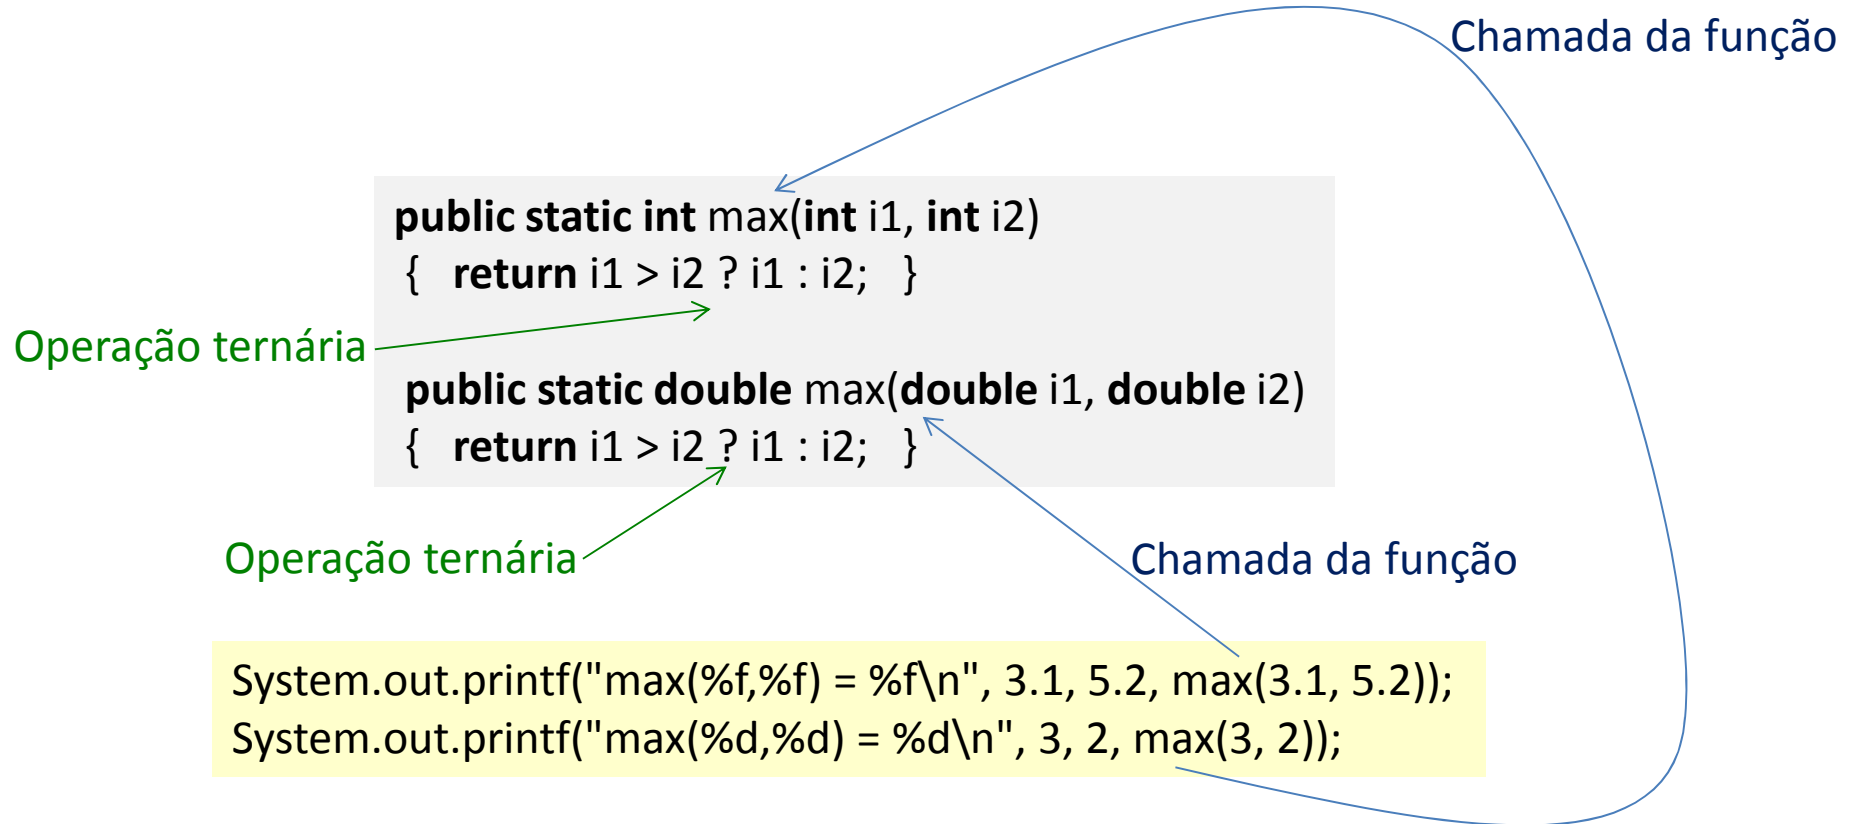 Chamada da função
public static int max(int i1, int i2)
{ return i1 > i2 ? i1 : i2; }
Operação ternária
public static double max(double i1, double i2)
{ return i1 > i2 ? i1 : i2; }
Operação ternária
Chamada da função
System.out.printf("max(%f,%f) = %f\n", 3.1, 5.2, max(3.1, 5.2));
System.out.printf("max(%d,%d) = %d\n", 3, 2, max(3, 2));